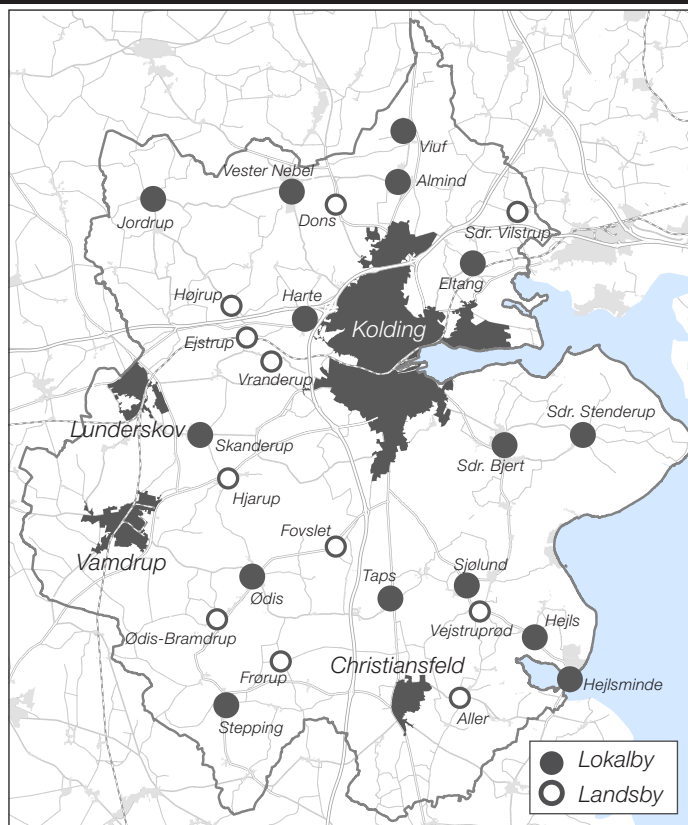 Viuf
Vester Nebel
Almind
Jordrup
Dons
Sdr. Vilstrup
Eltang
Højrup
Harte
Kolding
Ejstrup
Vranderup
Lunderskov
Sdr. Stenderup
Skanderup
Sdr. Bjert
Hjarup
Fovslet
Vamdrup
Sjølund
Taps
Ødis
Vejstruprød
Hejls
Ødis-Bramdrup
Frørup
Christiansfeld
Hejlsminde
Stepping
Aller
Lokalby
Landsby